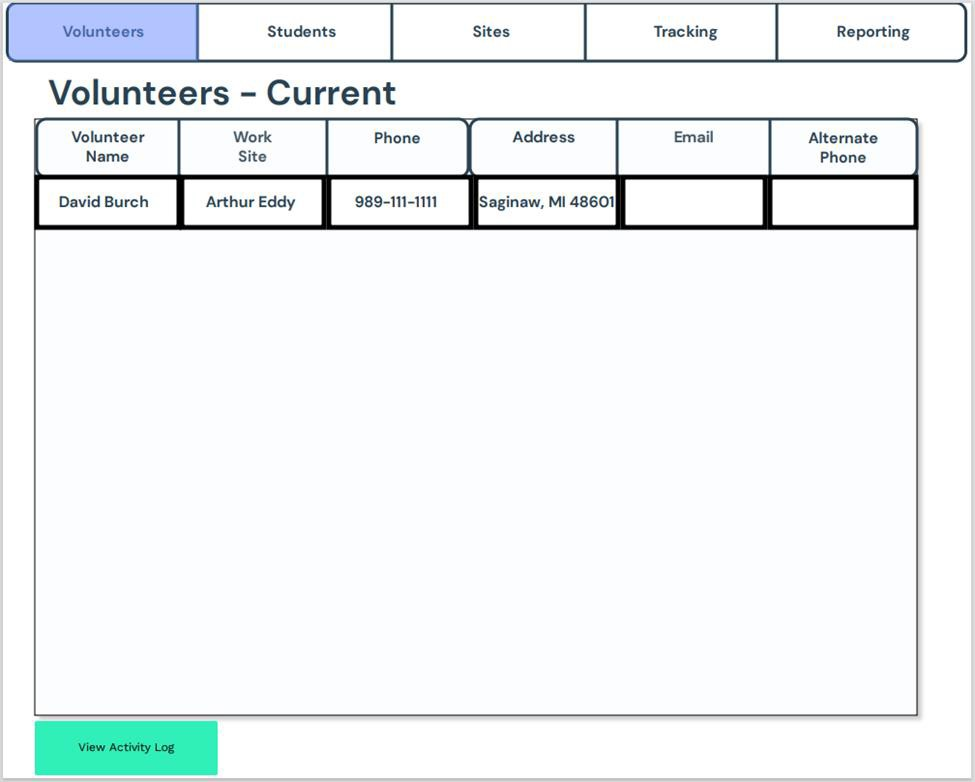 Volunteers Students Sites Tracking Reporting
Volunteers - Current
Volunteer Work Phone Address Email Alternate
Name Site Phone
David Burch Arthur Eddy 989-111-1111 Saginaw, MI 48601
View Activity Log